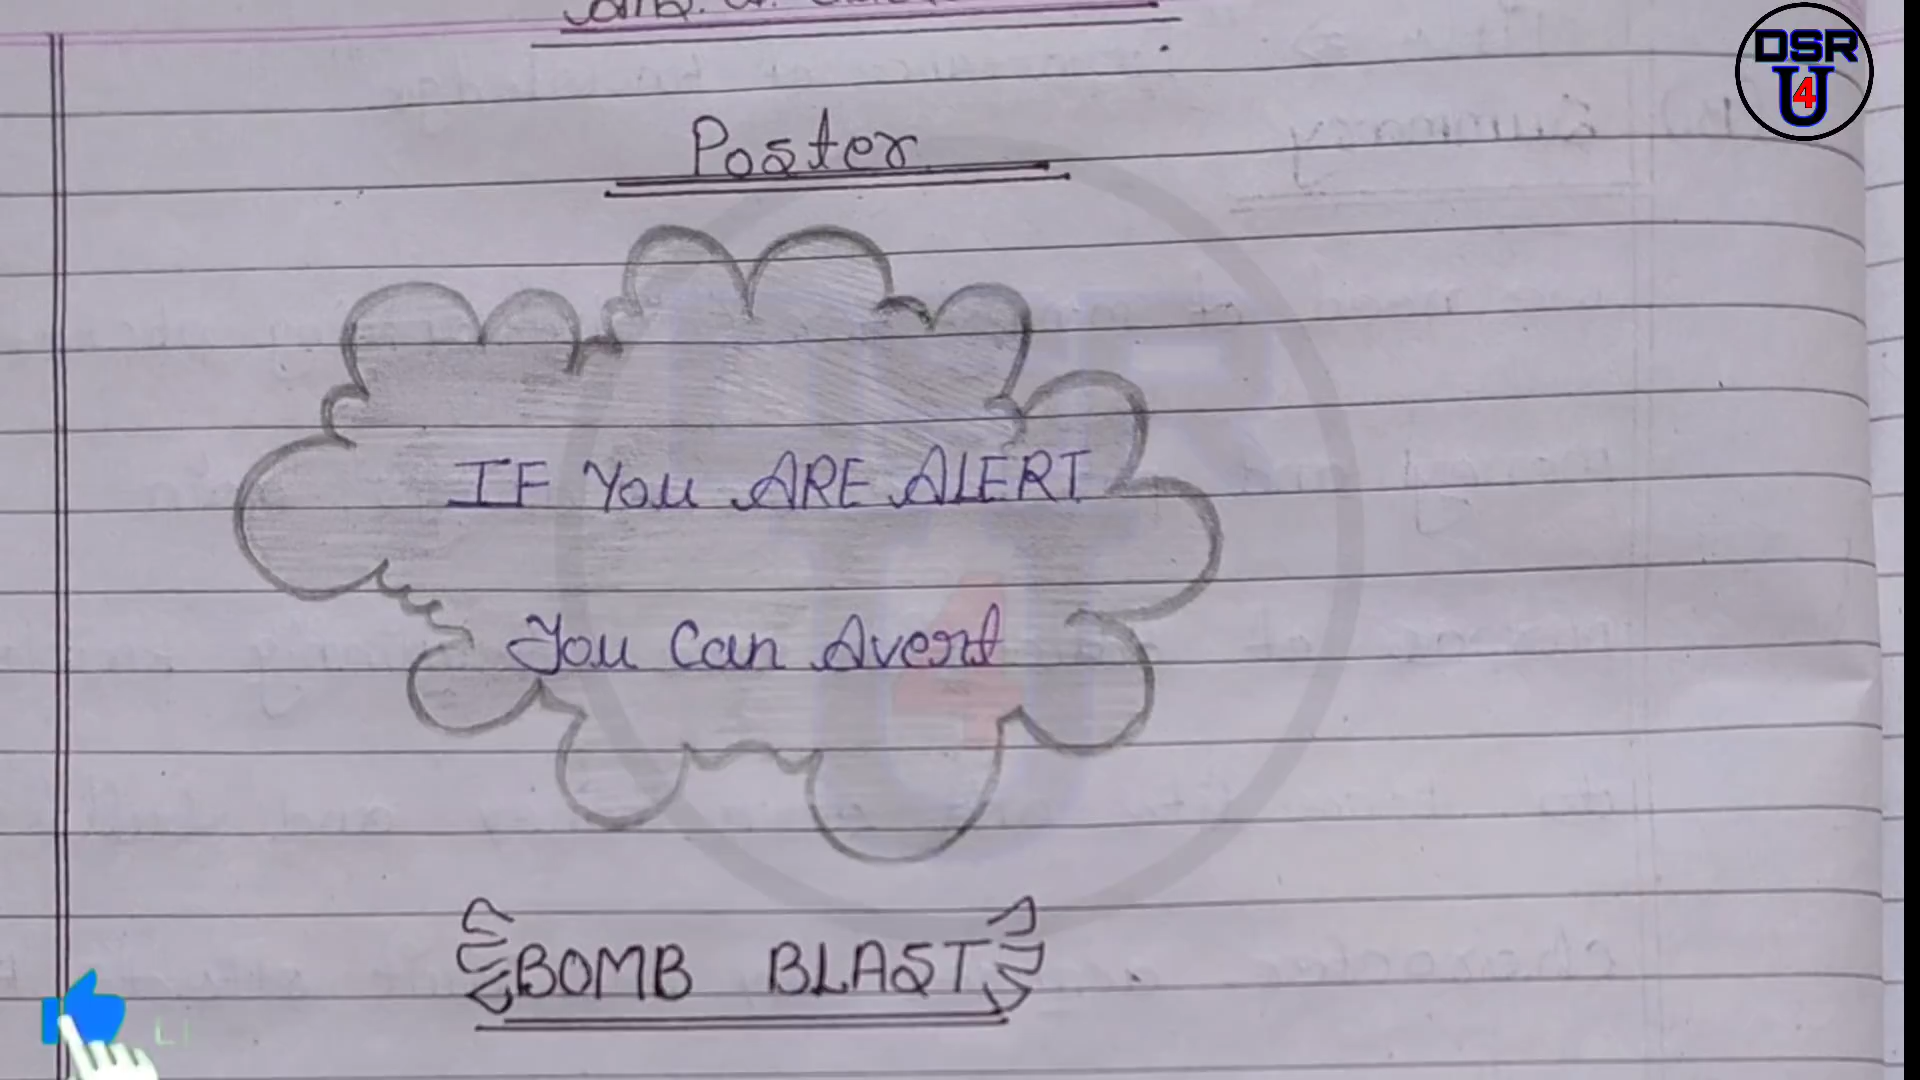 Poster
DSR
U
4
IF You ARE ALERT
You Can Avert
BOMB BLAST